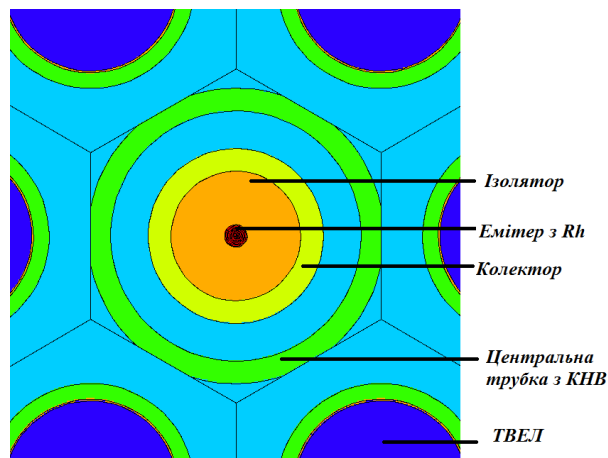 Ізолятор
Емітер з Rh
Колектор
Центральна
трубка з КНВ
ТВЕЛ